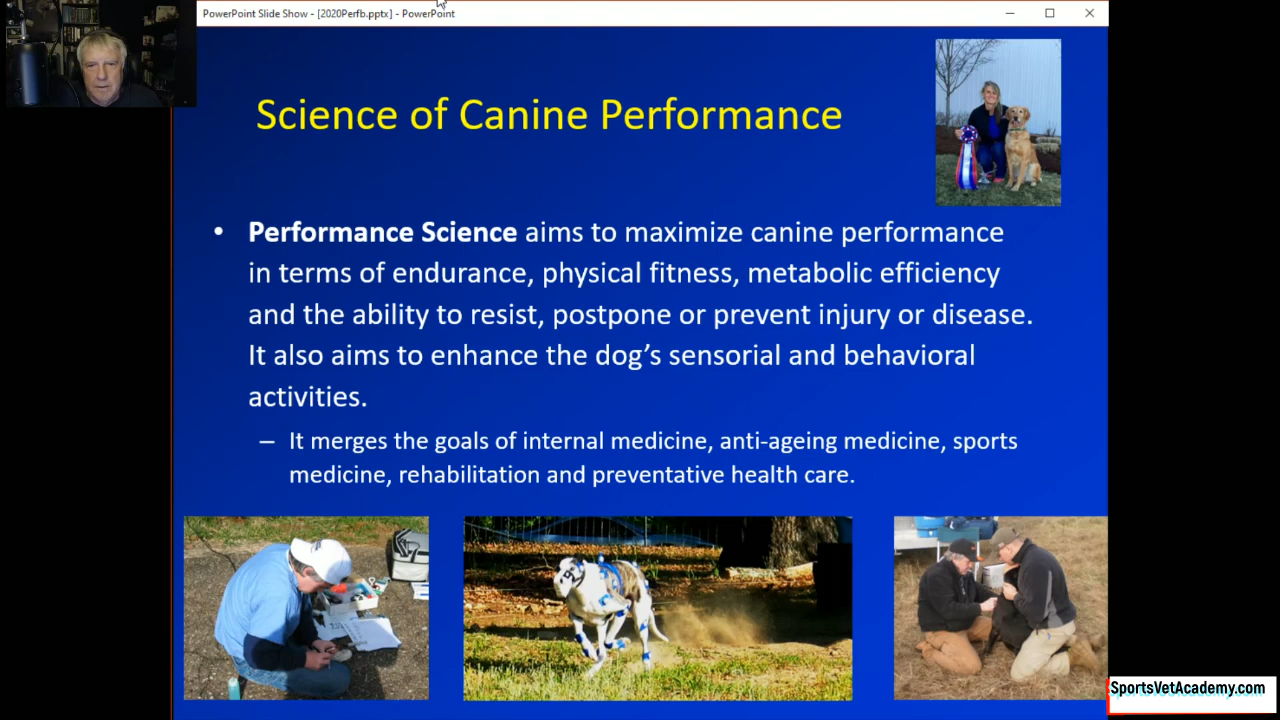 PowerPoint Slide Show - [2020Perfb.pptx] - PowerPoint
Science of Canine Performance
• Performance Science aims to maximize canine performance
in terms of endurance, physical fitness, metabolic efficiency
and the ability to resist, postpone or prevent injury or disease.
It also aims to enhance the dog’s sensorial and behavioral
activities.
– It merges the goals of internal medicine, anti-ageing medicine, sports
medicine, rehabilitation and preventative health care.
SportsVetAcademy.com